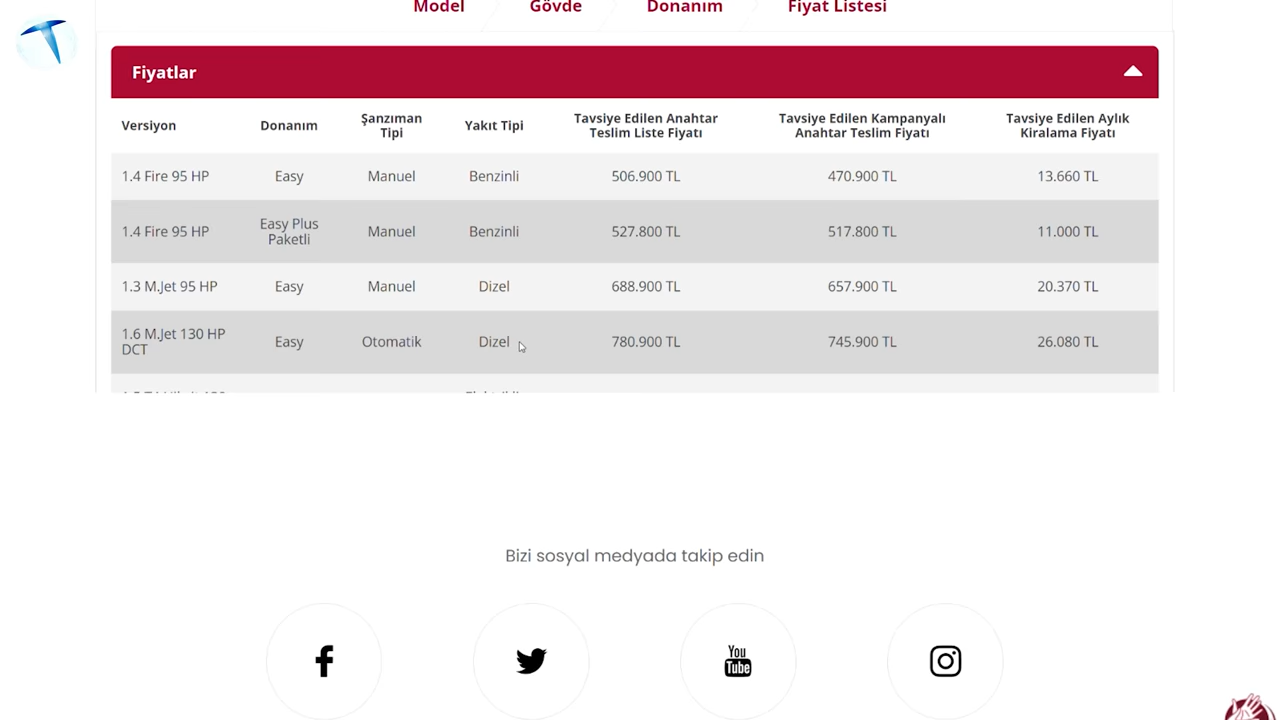 Model Gövde Donanım Fiyat Listesi
Fiyatlar
Versiyon Donanım Şanzıman Tipi Yakıt Tipi Tavsiye Edilen Anahtar Teslim Liste Fiyatı Tavsiye Edilen Kampanyalı Anahtar Teslim Fiyatı Tavsiye Edilen Aylık Kiralama Fiyatı
1.4 Fire 95 HP Easy Manuel Benzinli 506.900 TL 470.900 TL 13.660 TL
1.4 Fire 95 HP Easy Plus Paketli Manuel Benzinli 527.800 TL 517.800 TL 11.000 TL
1.3 M.Jet 95 HP Easy Manuel Dizel 688.900 TL 657.900 TL 20.370 TL
1.6 M.Jet 130 HP DCT Easy Otomatik Dizel 780.900 TL 745.900 TL 26.080 TL
Bizi sosyal medyada takip edin
You Tube